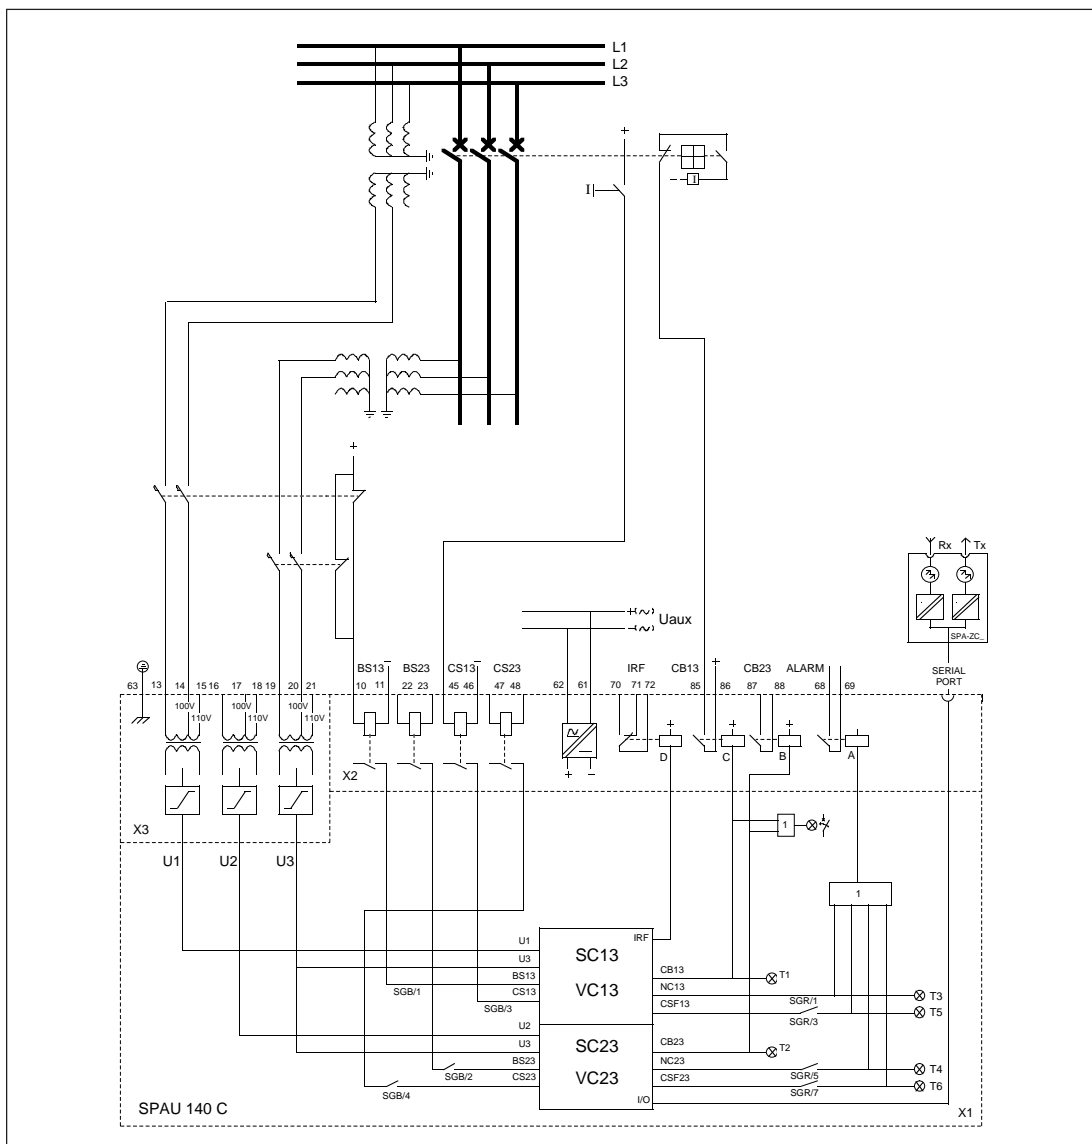 L1
L2
L3
+
I
– I
+
Rx Tx
SPA-ZC_
+ (~)
– (~) Uaux
BS13 – BS23 CS13 – CS23 IRF CB13 + CB23 ALARM SERIAL PORT
63 13 14 15 16 17 18 19 20 21 10 11 22 23 45 46 47 48 62 61 70 71 72 85 86 87 88 68 69
100V 100V 100V
110V 110V 110V
+ + +
~
D C B A
X2
+ –
X3
1
U1 U2 U3
1
U1
IRF
SC13
U3
BS13
CB13
T1
VC13
SGB/1
CS13
NC13
SGR/1
T3
SGB/3
CSF13
SGR/3
T5
U2
SC23
U3
CB23
T2
BS23
SGB/2
VC23
NC23
SGR/5
T4
CS23
SGB/4
CSF23
SGR/7
T6
I/O
SPAU 140 C
X1